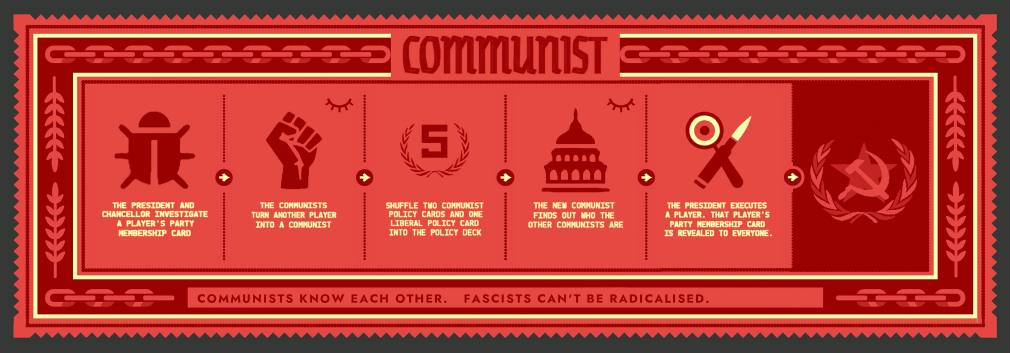 COMMUNIST
THE PRESIDENT AND
CHANCELLOR INVESTIGATE
A PLAYER'S PARTY
MEMBERSHIP CARD
THE COMMUNISTS
TURN ANOTHER PLAYER
INTO A COMMUNIST
5
SHUFFLE TWO COMMUNIST
POLICY CARDS AND ONE
LIBERAL POLICY CARD
INTO THE POLICY DECK
THE NEW COMMUNIST
FINDS OUT WHO THE
OTHER COMMUNISTS ARE
THE PRESIDENT EXECUTES
A PLAYER. THAT PLAYER'S
PARTY MEMBERSHIP CARD
IS REVEALED TO EVERYONE.
COMMUNISTS KNOW EACH OTHER. FASCISTS CAN'T BE RADICALISED.